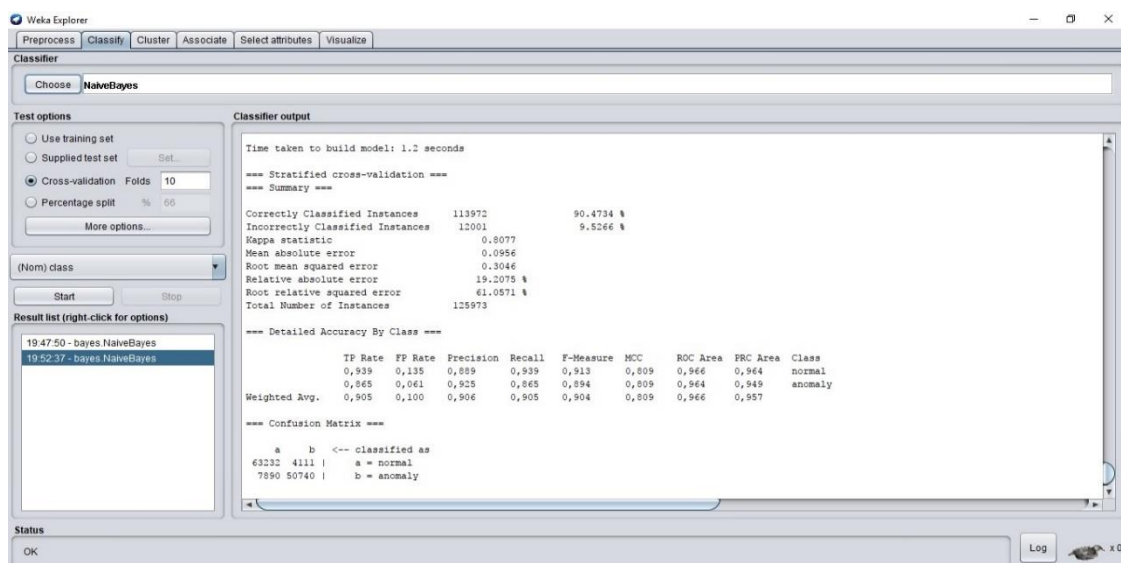 Weka Explorer
Preprocess Classify Cluster Associate Select attributes Visualize
Classifier
Choose NaiveBayes
Test options
Use training set
Supplied test set Set...
Cross-validation Folds 10
Percentage split % 66
More options...
(Nom) class
Start Stop
Result list (right-click for options)
19:47:50 - bayes.NaiveBayes
19:52:37 - bayes.NaiveBayes
Classifier output
Time taken to build model: 1.2 seconds
=== Stratified cross-validation ===
=== Summary ===
Correctly Classified Instances 113972 90.4734 %
Incorrectly Classified Instances 12001 9.5266 %
Kappa statistic 0.8077
Mean absolute error 0.0956
Root mean squared error 0.3046
Relative absolute error 19.2075 %
Root relative squared error 61.0571 %
Total Number of Instances 125973
=== Detailed Accuracy By Class ===
TP Rate FP Rate Precision Recall F-Measure MCC ROC Area PRC Area Class
0,939 0,135 0,889 0,939 0,913 0,809 0,966 0,964 normal
0,865 0,061 0,925 0,865 0,894 0,809 0,964 0,949 anomaly
Weighted Avg. 0,905 0,100 0,906 0,905 0,904 0,809 0,966 0,957
=== Confusion Matrix ===
a b <-- classified as
63232 4111 | a = normal
7890 50740 | b = anomaly
Status
OK
Log x 0